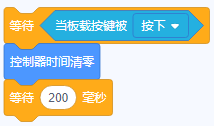 等待 当板载按键被 按下
控制器时间清零
等待 200 毫秒